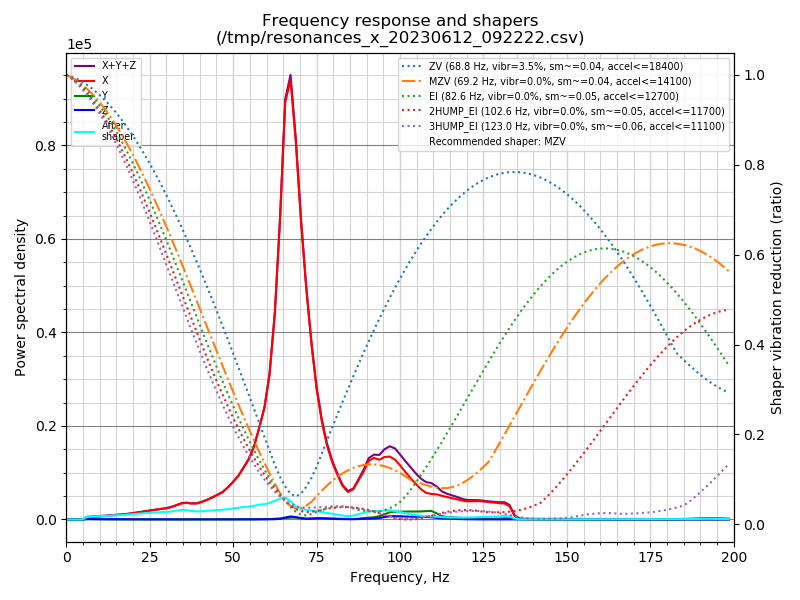 Frequency response and shapers
(/tmp/resonances_x_20230612_092222.csv)
1e5
X+Y+Z
X
Y
Z
After
shaper
ZV (68.8 Hz, vibr=3.5%, sm~=0.04, accel<=18400)
MZV (69.2 Hz, vibr=0.0%, sm~=0.04, accel<=14100)
EI (82.6 Hz, vibr=0.0%, sm~=0.05, accel<=12700)
2HUMP_EI (102.6 Hz, vibr=0.0%, sm~=0.05, accel<=11700)
3HUMP_EI (123.0 Hz, vibr=0.0%, sm~=0.06, accel<=11100)
Recommended shaper: MZV
Power spectral density
0.8
0.6
0.4
0.2
0.0
1.0
0.8
0.6
0.4
0.2
0.0
Shaper vibration reduction (ratio)
0 25 50 75 100 125 150 175 200
Frequency, Hz